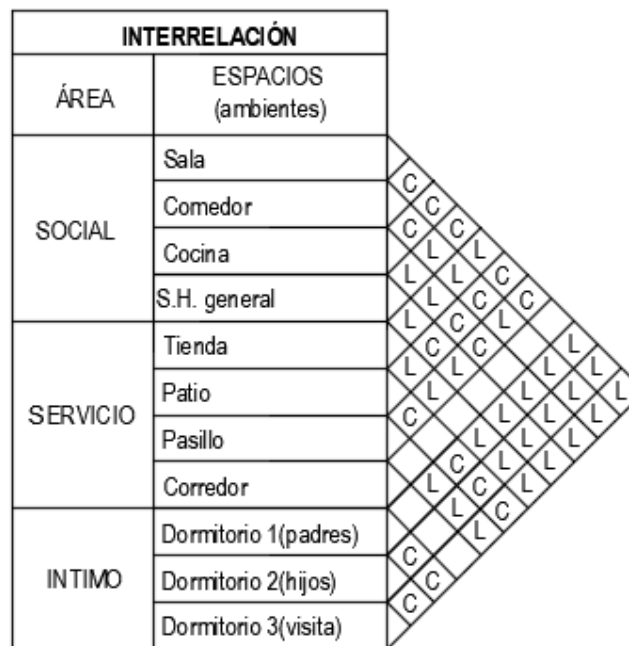 INTERRELACIÓN
ÁREA
ESPACIOS
(ambientes)
SOCIAL
Sala
Comedor
Cocina
S.H. general
SERVICIO
Tienda
Patio
Pasillo
Corredor
INTIMO
Dormitorio 1(padres)
Dormitorio 2(hijos)
Dormitorio 3(visita)
C
C
C C
L L
L L C
L C C
L C L
C C L
L L L L
L L L L
C L L L
L L L
C L L
L C L
L C
L
C
C
C